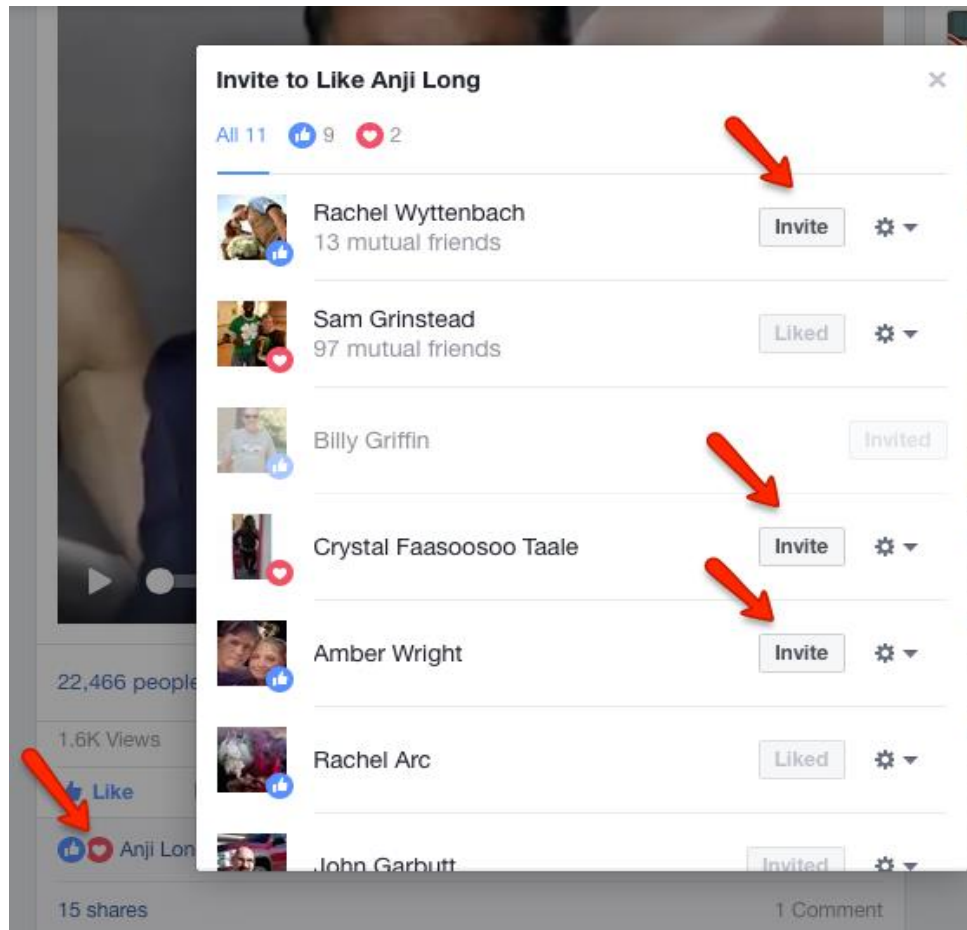 Invite to Like Anji Long
All 11 9 2
Rachel Wyttenbach
13 mutual friends
Invite
Sam Grinstead
97 mutual friends
Liked
Billy Griffin
Invited
Crystal Faasoosoo Taale
Invite
Amber Wright
Invite
Rachel Arc
Liked
John Garbutt
Invited
22,466 people
1.6K Views
Like
Anji Lon
15 shares
1 Comment